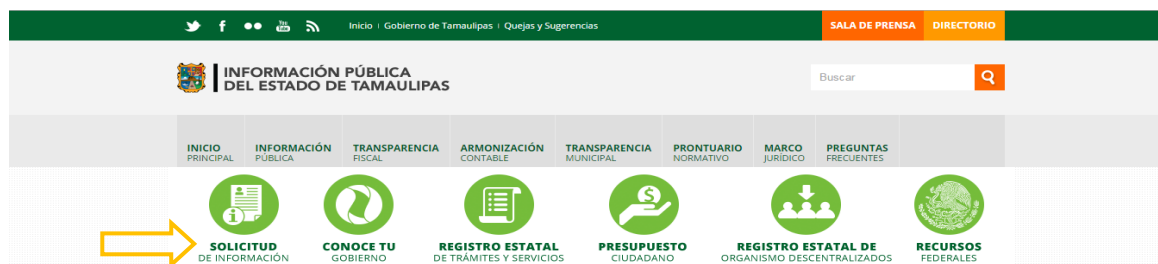 You Tube
Inicio | Gobierno de Tamaulipas | Quejas y Sugerencias
SALA DE PRENSA DIRECTORIO
INFORMACIÓN PÚBLICA
DEL ESTADO DE TAMAULIPAS
Buscar
INICIO
PRINCIPAL
INFORMACIÓN
PÚBLICA
TRANSPARENCIA
FISCAL
ARMONIZACIÓN
CONTABLE
TRANSPARENCIA
MUNICIPAL
PRONTUARIO
NORMATIVO
MARCO
JURÍDICO
PREGUNTAS
FRECUENTES
SOLICITUD
DE INFORMACIÓN
CONOCE TU
GOBIERNO
REGISTRO ESTATAL
DE TRÁMITES Y SERVICIOS
PRESUPUESTO
CIUDADANO
REGISTRO ESTATAL DE
ORGANISMO DESCENTRALIZADOS
RECURSOS
FEDERALES